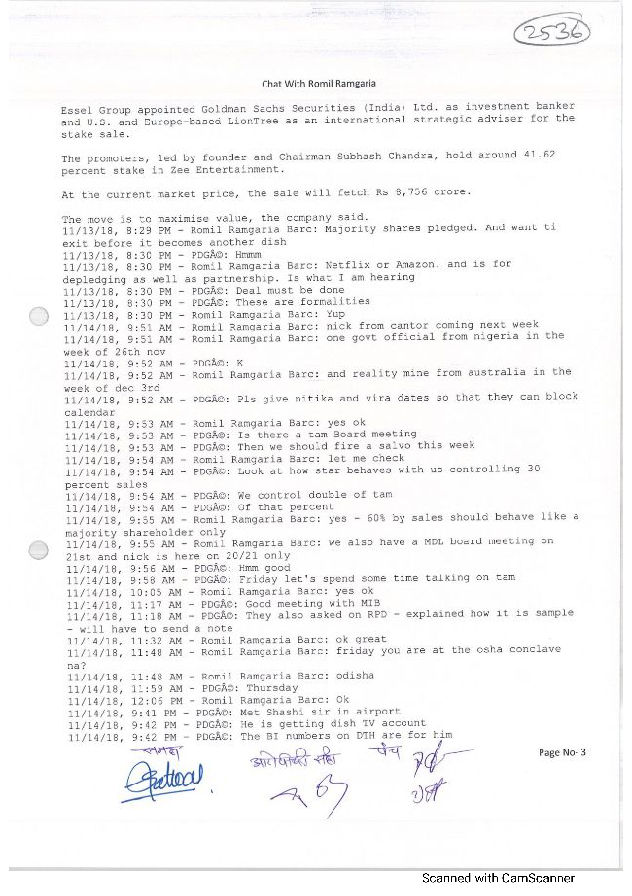 2536
Chat With Romil Ramgaria
Essel Group appointed Goldman Sachs Securities (India) Ltd. as investment banker
and U.S. and Europe-based LionTree as an international strategic adviser for the
stake sale.
The promoters, led by founder and Chairman Subhash Chandra, hold around 41.62
percent stake in Zee Entertainment.
At the current market price, the sale will fetch Rs 8,756 crore.
The move is to maximise value, the company said.
11/13/18, 8:29 PM - Romil Ramgaria Barc: Majority shares pledged. And want ti
exit before it becomes another dish
11/13/18, 8:30 PM - PDGÃ©: Hmmm
11/13/18, 8:30 PM - Romil Ramgaria Barc: Netflix or Amazon. and is for
depledging as well as partnership. Is what I am hearing
11/13/18, 8:30 PM - PDGÃ©: Deal must be done
11/13/18, 8:30 PM - PDGÃ©: These are formalities
11/13/18, 8:30 PM - Romil Ramgaria Barc: Yup
11/14/18, 9:51 AM - Romil Ramgaria Barc: nick from cantor coming next week
11/14/18, 9:51 AM - Romil Ramgaria Barc: one govt official from nigeria in the
week of 26th nov
11/14/18, 9:52 AM - PDGÃ©: K
11/14/18, 9:52 AM - Romil Ramgaria Barc: and reality mine from australia in the
week of dec 3rd
11/14/18, 9:52 AM - PDGÃ©: Pls give nitika and vira dates so that they can block
calendar
11/14/18, 9:53 AM - Romil Ramgaria Barc: yes ok
11/14/18, 9:53 AM - PDGÃ©: Is there a tam Board meeting
11/14/18, 9:53 AM - PDGÃ©: Then we should fire a salvo this week
11/14/18, 9:54 AM - Romil Ramgaria Barc: let me check
11/14/18, 9:54 AM - PDGÃ©: Look at how star behaves with us controlling 30
percent sales
11/14/18, 9:54 AM - PDGÃ©: We control double of tam
11/14/18, 9:54 AM - PDGÃ©: Of that percent
11/14/18, 9:55 AM - Romil Ramgaria Barc: yes - 60% by sales should behave like a
majority shareholder only
11/14/18, 9:55 AM - Romil Ramgaria Barc: we also have a MDL board meeting on
21st and nick is here on 20/21 only
11/14/18, 9:56 AM - PDGÃ©: Hmm good
11/14/18, 9:58 AM - PDGÃ©: Friday let's spend some time talking on tam
11/14/18, 10:05 AM - Romil Ramgaria Barc: yes ok
11/14/18, 11:17 AM - PDGÃ©: Good meeting with MIB
11/14/18, 11:18 AM - PDGÃ©: They also asked on RPD - explained how it is sample
- will have to send a note
11/14/18, 11:32 AM - Romil Ramgaria Barc: ok great
11/14/18, 11:48 AM - Romil Ramgaria Barc: friday you are at the osha conclave
na?
11/14/18, 11:48 AM - Romil Ramgaria Barc: odisha
11/14/18, 11:59 AM - PDGÃ©: Thursday
11/14/18, 12:06 PM - Romil Ramgaria Barc: Ok
11/14/18, 9:41 PM - PDGÃ©: Met Shashi sir in airport
11/14/18, 9:42 PM - PDGÃ©: He is getting dish TV account
11/14/18, 9:42 PM - PDGÃ©: The BI numbers on DTH are for him
समक्ष
पंच
Page No- 3
Scanned with CamScanner